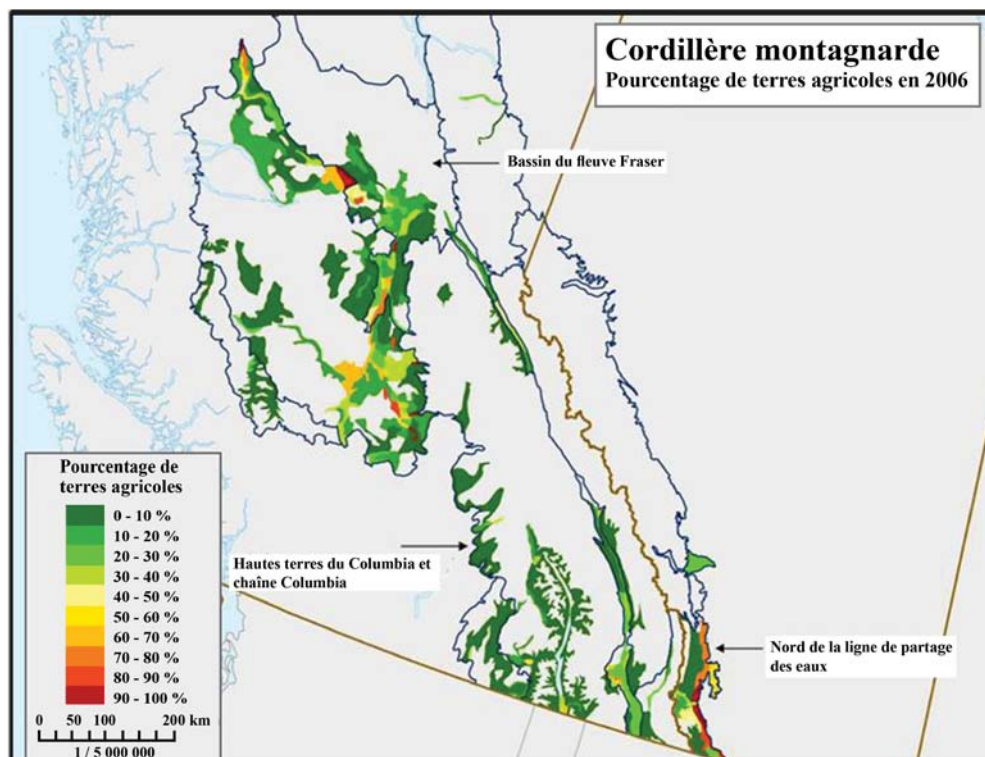 Cordillère montagnarde
Pourcentage de terres agricoles en 2006
Bassin du fleuve Fraser
Pourcentage de
terres agricoles
0 - 10 %
10 - 20 %
20 - 30 %
30 - 40 %
40 - 50 %
50 - 60 %
60 - 70 %
70 - 80 %
80 - 90 %
90 - 100 %
0 50 100 200 km
1 / 5 000 000
Hautes terres du Columbia et
chaîne Columbia
Nord de la ligne de partage
des eaux